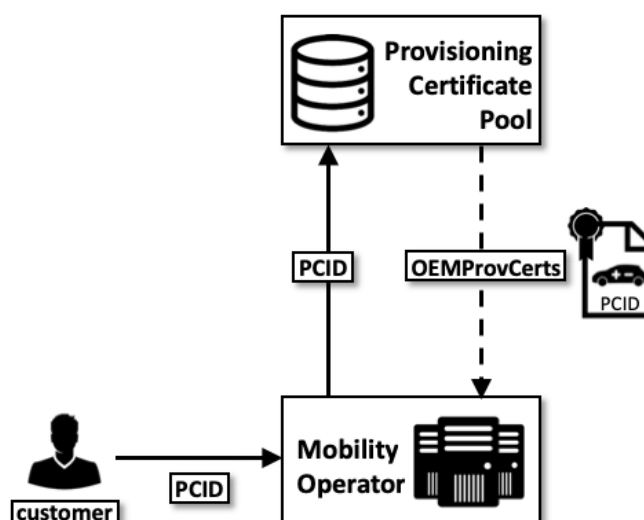 Provisioning
Certificate
Pool
PCID
OEMProvCerts
PCID
Mobility
Operator
PCID
customer